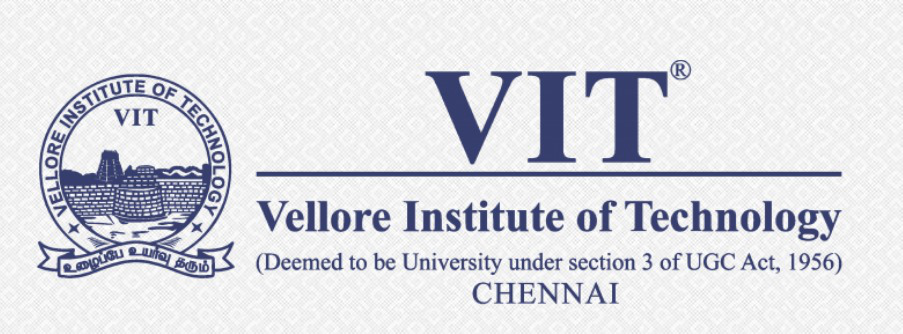 VELLORE INSTITUTE OF TECHNOLOGY
VIT
உழைப்பே உயர்வு தரும்
VIT®
Vellore Institute of Technology
(Deemed to be University under section 3 of UGC Act, 1956)
CHENNAI